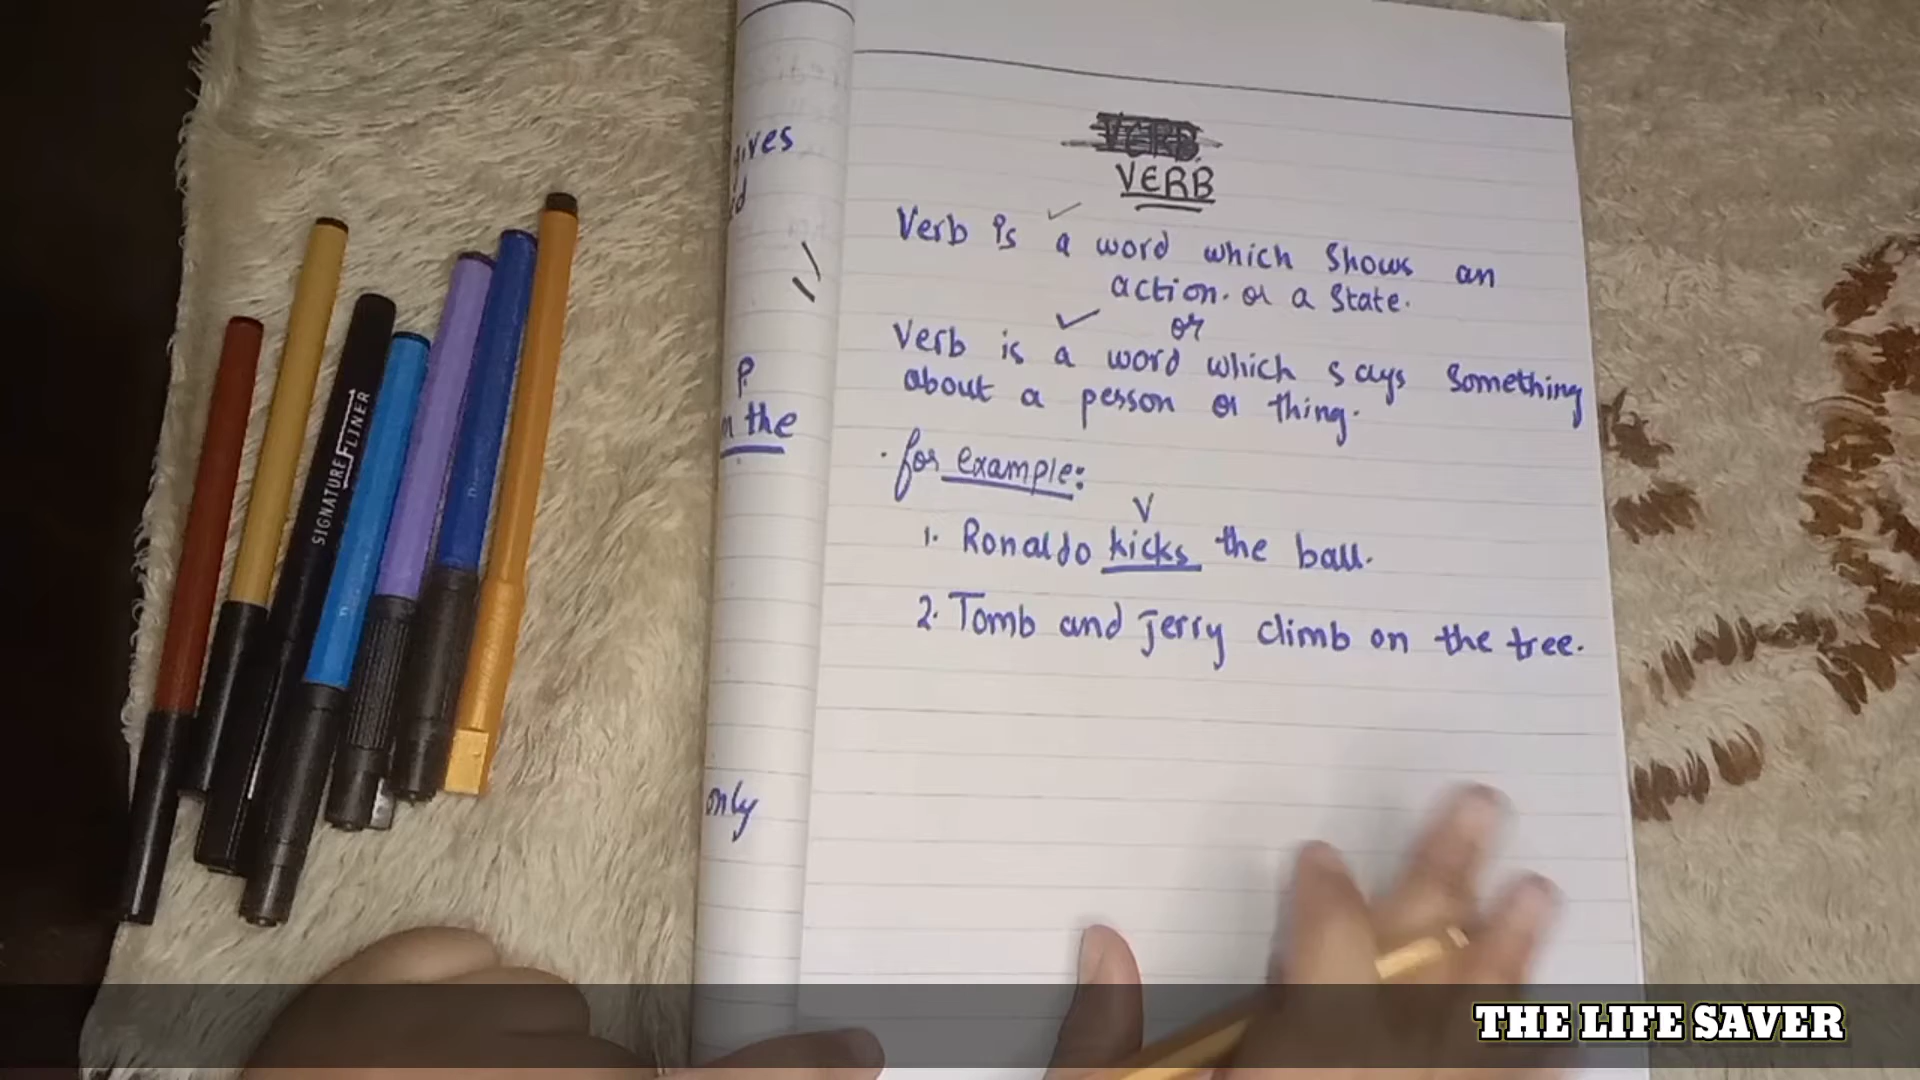 gives
P.
the
only
VERB
VERB
Verb is a word which shows an
action. or a state.
or
Verb is a word which says something
about a person or thing.
. for example:
V
1. Ronaldo kicks the ball.
2. Tomb and Jerry climb on the tree.
SIGNATURE FLINER
THE LIFE SAVER